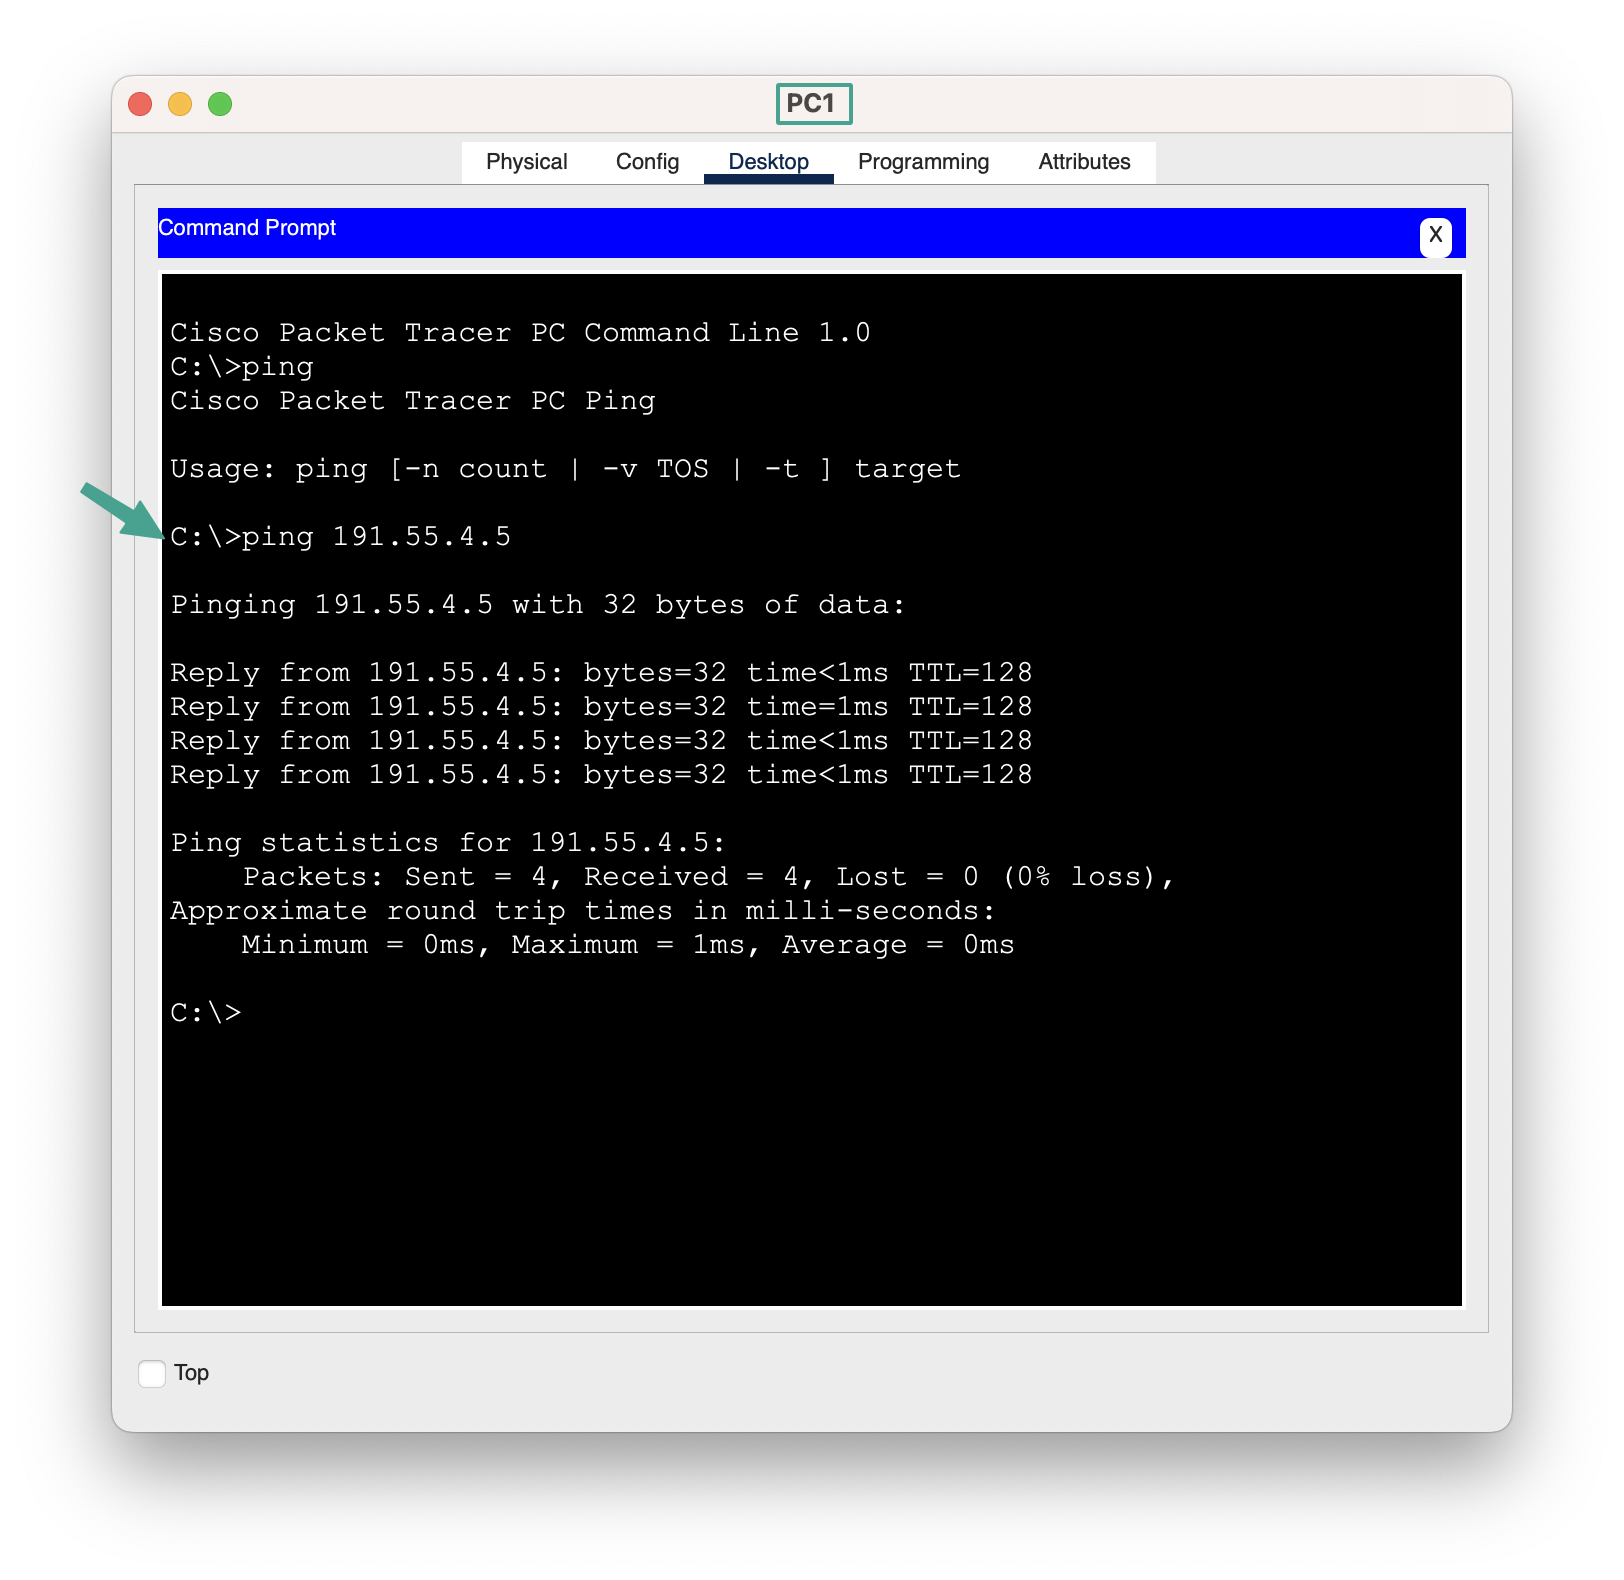 PC1
Physical Config Desktop Programming Attributes
Command Prompt
X
Cisco Packet Tracer PC Command Line 1.0
C:\>ping
Cisco Packet Tracer PC Ping
Usage: ping [-n count | -v TOS | -t ] target
C:\>ping 191.55.4.5
Pinging 191.55.4.5 with 32 bytes of data:
Reply from 191.55.4.5: bytes=32 time<1ms TTL=128
Reply from 191.55.4.5: bytes=32 time=1ms TTL=128
Reply from 191.55.4.5: bytes=32 time<1ms TTL=128
Reply from 191.55.4.5: bytes=32 time<1ms TTL=128
Ping statistics for 191.55.4.5:
Packets: Sent = 4, Received = 4, Lost = 0 (0% loss),
Approximate round trip times in milli-seconds:
Minimum = 0ms, Maximum = 1ms, Average = 0ms
C:\>
Top